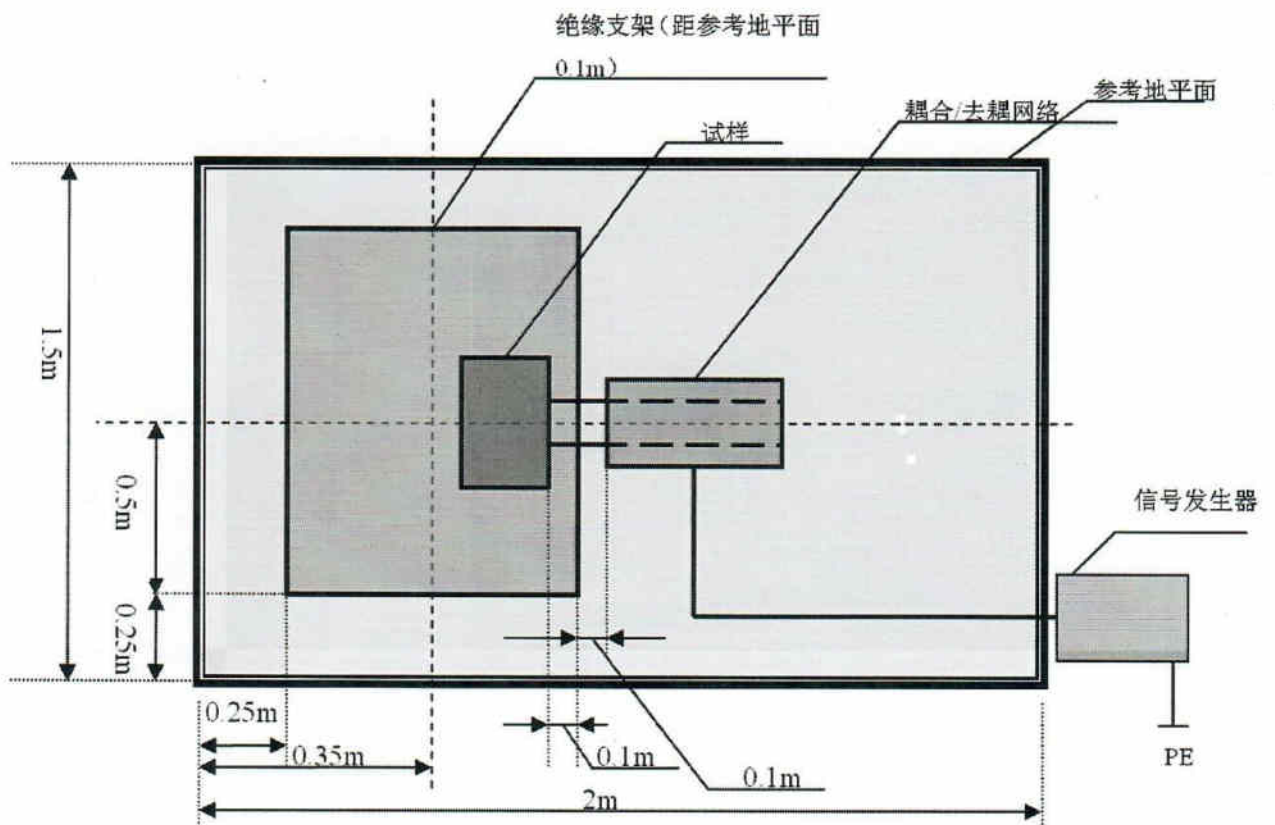 绝缘支架(距参考地平面
0.1m)
参考地平面
耦合/去耦网络
试样
1.5m
0.5m
信号发生器
0.25m
0.25m
0.35m
0.1m
0.1m
PE
2m